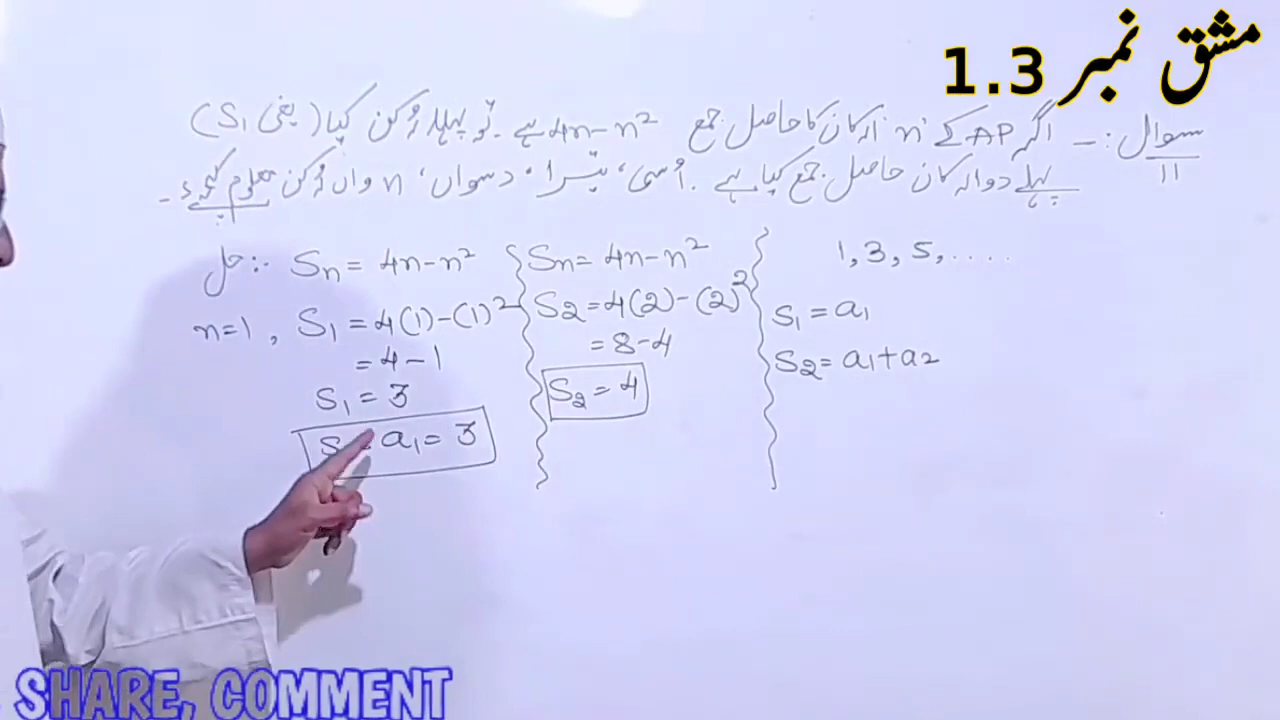 مشق نمبر 1.3
سوال 11 :۔ اگر AP کے 'n' ارکان کا حاصل جمع 4n-n² ہے۔ تو پہلا رُکن کیا (یعنی S₁)
پہلے دو ارکان حاصل جمع کیا ہے۔ اُسی، تیسرا، دسواں، n واں رُکن معلوم کیجیے۔
حل :۔ Sₙ = 4n-n²
n=1, S₁ = 4(1)-(1)²
= 4-1
S₁ = 3
a₁ = 3
Sₙ = 4n-n²
S₂ = 4(2)-(2)²
= 8-4
S₂ = 4
1, 3, 5, ....
S₁ = a₁
S₂ = a₁+a₂
SHARE, COMMENT